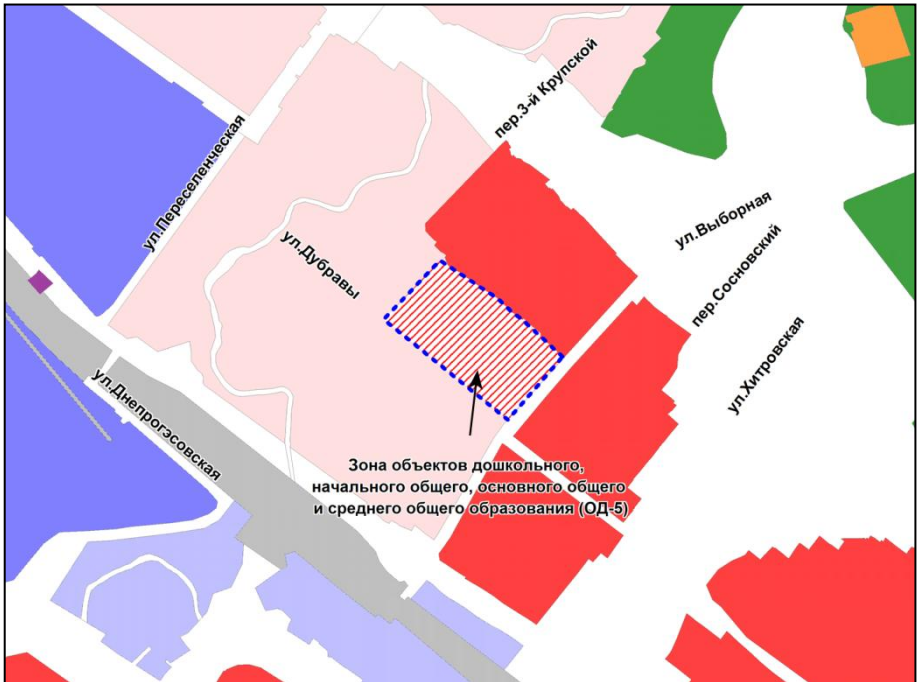 пер.3-й Крупской
ул.Переселенческая
ул.Выборная
ул.Дубравы
пер.Сосновский
ул.Хитровская
ул.Днепрогэсовская
Зона объектов дошкольного,
начального общего, основного общего
и среднего общего образования (ОД-5)